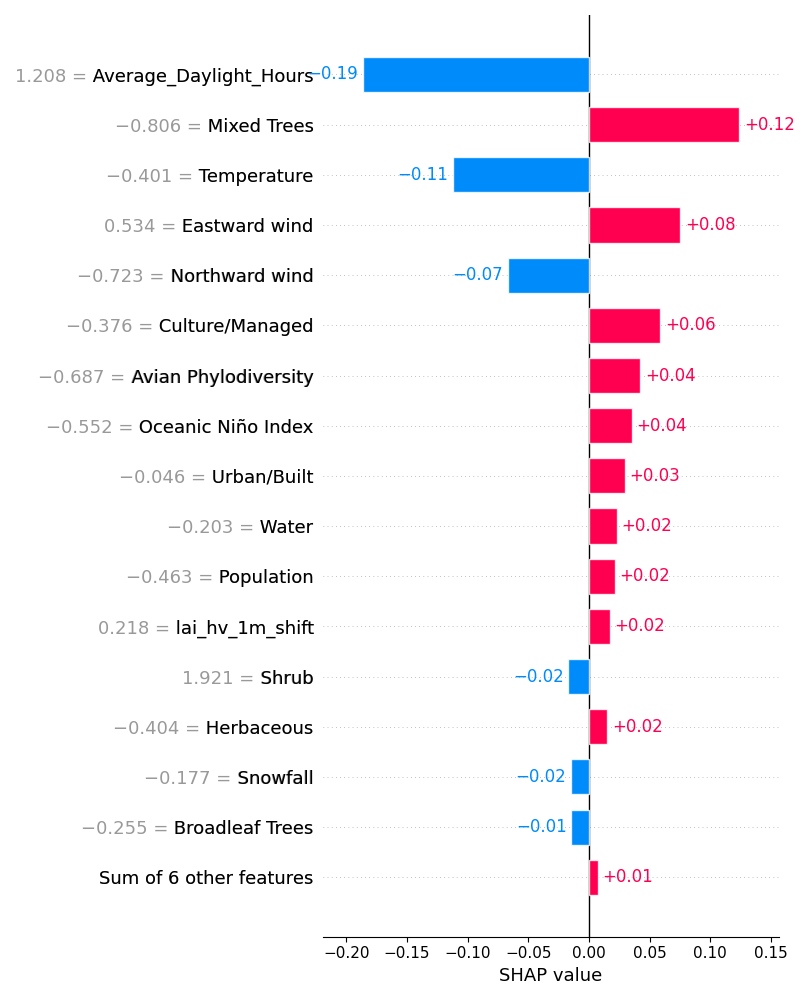 1.208 = Average_Daylight_Hours −0.19
−0.806 = Mixed Trees +0.12
−0.401 = Temperature −0.11
0.534 = Eastward wind +0.08
−0.723 = Northward wind −0.07
−0.376 = Culture/Managed +0.06
−0.687 = Avian Phylodiversity +0.04
−0.552 = Oceanic Niño Index +0.04
−0.046 = Urban/Built +0.03
−0.203 = Water +0.02
−0.463 = Population +0.02
0.218 = lai_hv_1m_shift +0.02
1.921 = Shrub −0.02
−0.404 = Herbaceous +0.02
−0.177 = Snowfall −0.02
−0.255 = Broadleaf Trees −0.01
Sum of 6 other features +0.01
−0.20 −0.15 −0.10 −0.05 0.00 0.05 0.10 0.15
SHAP value